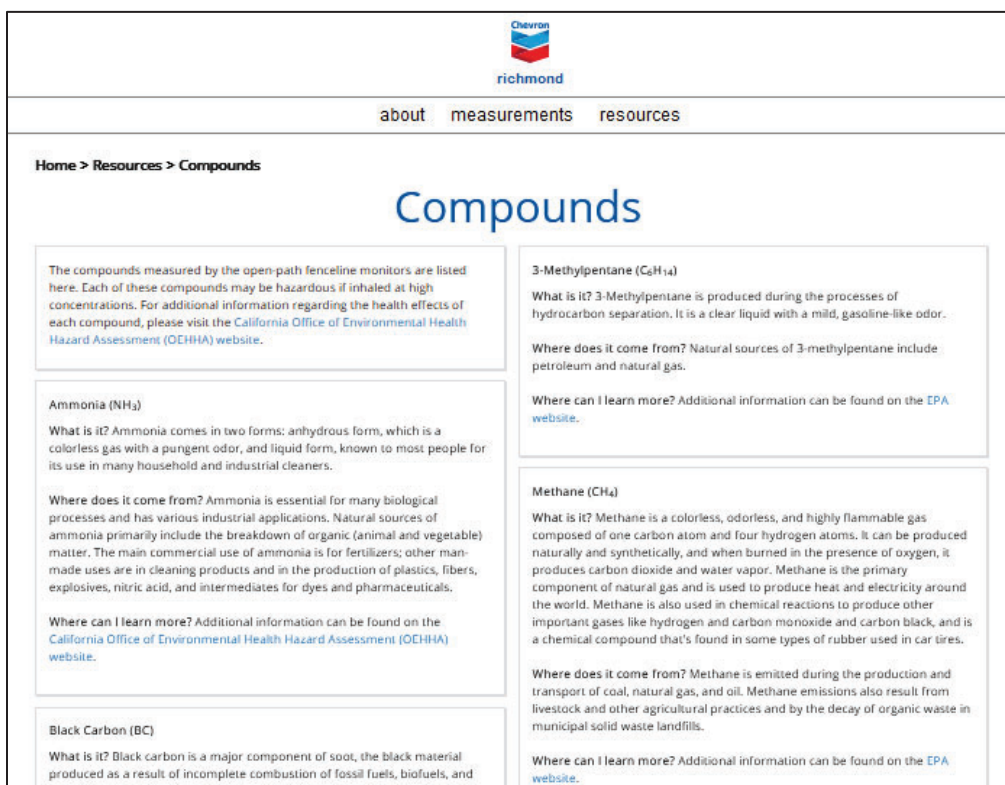 Chevron
richmond
about measurements resources
Home > Resources > Compounds
Compounds
The compounds measured by the open-path fenceline monitors are listed
here. Each of these compounds may be hazardous if inhaled at high
concentrations. For additional information regarding the health effects of
each compound, please visit the California Office of Environmental Health
Hazard Assessment (OEHHA) website.
Ammonia (NH₃)
What is it? Ammonia comes in two forms: anhydrous form, which is a
colorless gas with a pungent odor, and liquid form, known to most people for
its use in many household and industrial cleaners.
Where does it come from? Ammonia is essential for many biological
processes and has various industrial applications. Natural sources of
ammonia primarily include the breakdown of organic (animal and vegetable)
matter. The main commercial use of ammonia is for fertilizers; other man-
made uses are in cleaning products and in the production of plastics, fibers,
explosives, nitric acid, and intermediates for dyes and pharmaceuticals.
Where can I learn more? Additional information can be found on the
California Office of Environmental Health Hazard Assessment (OEHHA)
website.
Black Carbon (BC)
What is it? Black carbon is a major component of soot, the black material
produced as a result of incomplete combustion of fossil fuels, biofuels, and
3-Methylpentane (C₆H₁₄)
What is it? 3-Methylpentane is produced during the processes of
hydrocarbon separation. It is a clear liquid with a mild, gasoline-like odor.
Where does it come from? Natural sources of 3-methylpentane include
petroleum and natural gas.
Where can I learn more? Additional information can be found on the EPA
website.
Methane (CH₄)
What is it? Methane is a colorless, odorless, and highly flammable gas
composed of one carbon atom and four hydrogen atoms. It can be produced
naturally and synthetically, and when burned in the presence of oxygen, it
produces carbon dioxide and water vapor. Methane is the primary
component of natural gas and is used to produce heat and electricity around
the world. Methane is also used in chemical reactions to produce other
important gases like hydrogen and carbon monoxide and carbon black, and is
a chemical compound that's found in some types of rubber used in car tires.
Where does it come from? Methane is emitted during the production and
transport of coal, natural gas, and oil. Methane emissions also result from
livestock and other agricultural practices and by the decay of organic waste in
municipal solid waste landfills.
Where can I learn more? Additional information can be found on the EPA
website.